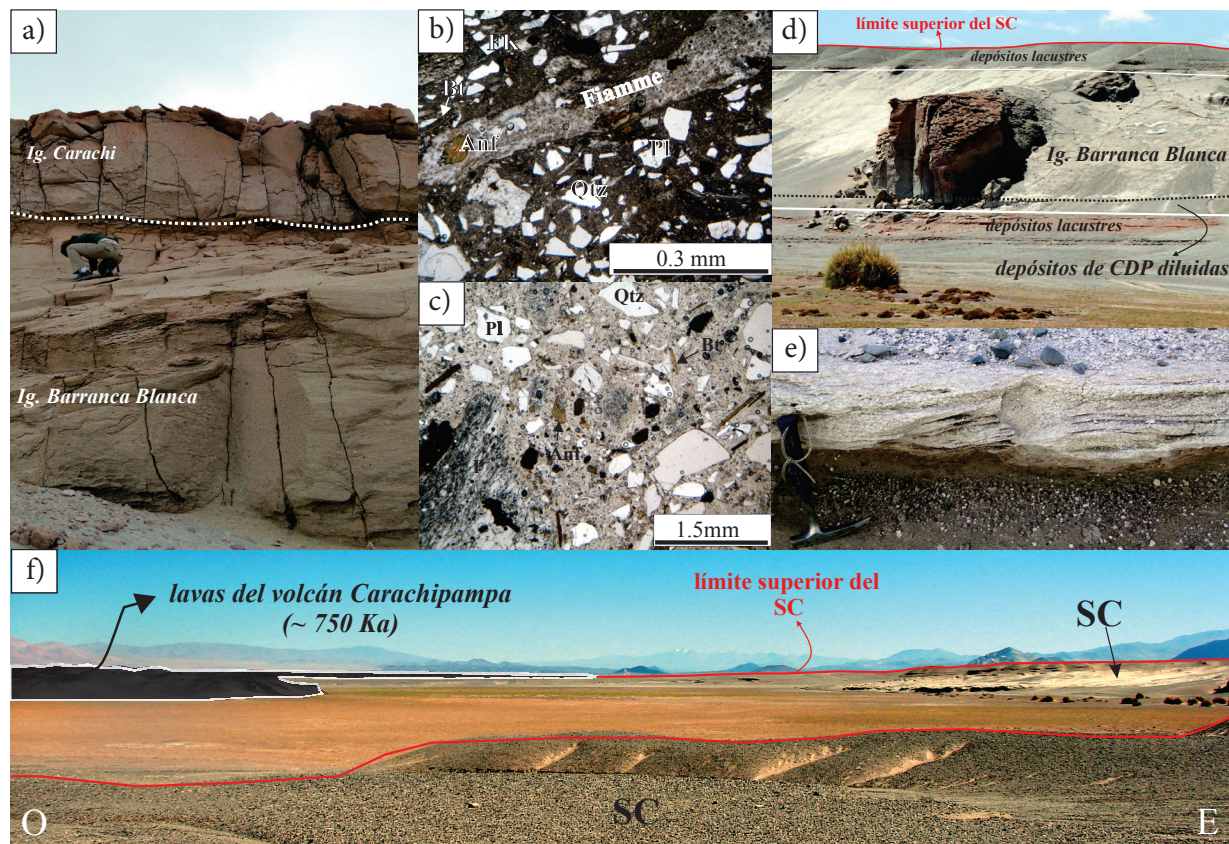 a)
Ig. Carachi
Ig. Barranca Blanca
b)
FK
Bt
Fiamme
Anf
Pl
Qtz
0.3 mm
c)
Qtz
Pl
Bt
Anf
P
1.5mm
d)
límite superior del SC
depósitos lacustres
Ig. Barranca Blanca
depósitos lacustres
depósitos de CDP diluidas
e)
f)
lavas del volcán Carachipampa
(~ 750 Ka)
límite superior del
SC
SC
SC
O
E